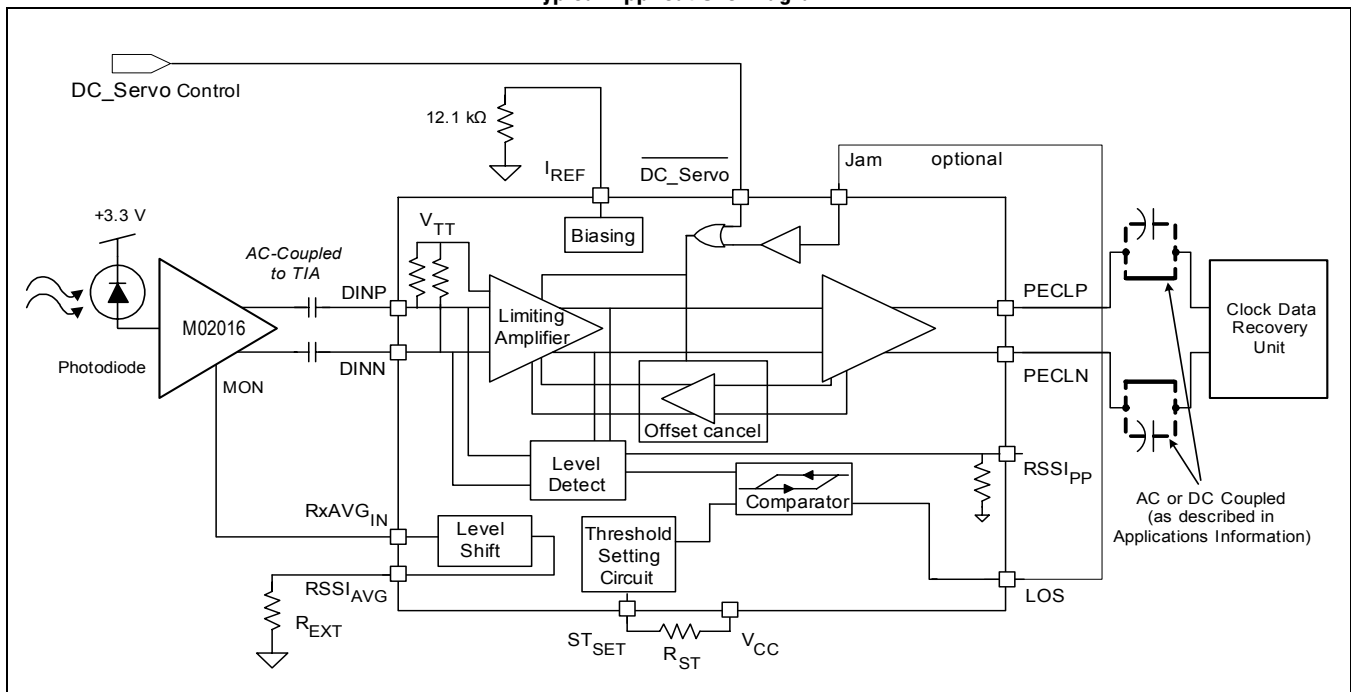 DC_Servo Control
12.1 kΩ
I_REF
DC_Servo
Jam
optional
+3.3 V
V_TT
Biasing
AC-Coupled
to TIA
DINP
M02016
Limiting
Amplifier
PECLP
Clock Data
Recovery
Unit
Photodiode
DINN
MON
PECLN
Offset cancel
Level
Detect
RSSI_PP
Comparator
AC or DC Coupled
(as described in
Applications Information)
RxAVG_IN
Level
Shift
Threshold
Setting
Circuit
RSSI_AVG
LOS
R_EXT
ST_SET
R_ST
V_CC